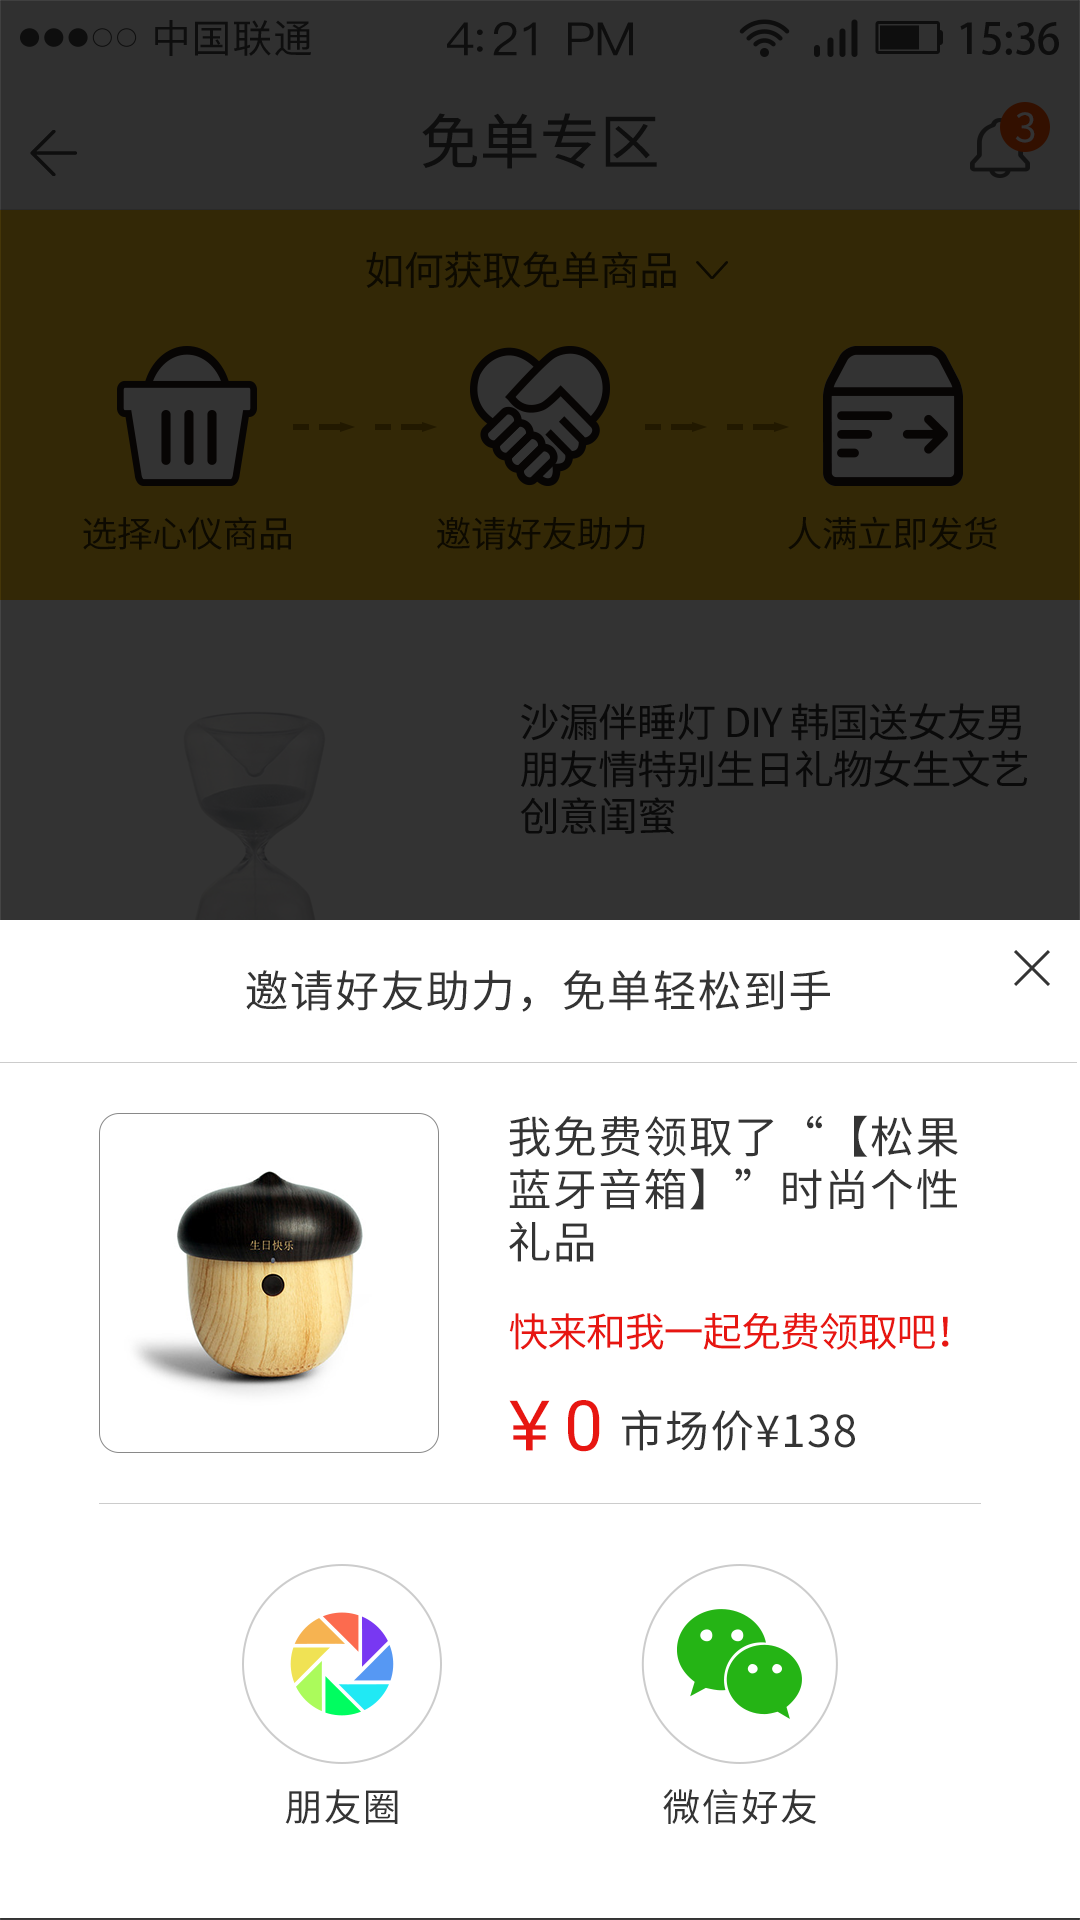 中国联通 4:21 PM 15:36
免单专区 3
如何获取免单商品
选择心仪商品 邀请好友助力 人满立即发货
沙漏伴睡灯 DIY 韩国送女友男
朋友情特别生日礼物女生文艺
创意闺蜜
邀请好友助力，免单轻松到手
我免费领取了“【松果
蓝牙音箱】”时尚个性
礼品
生日快乐
快来和我一起免费领取吧！
¥0 市场价¥138
朋友圈 微信好友